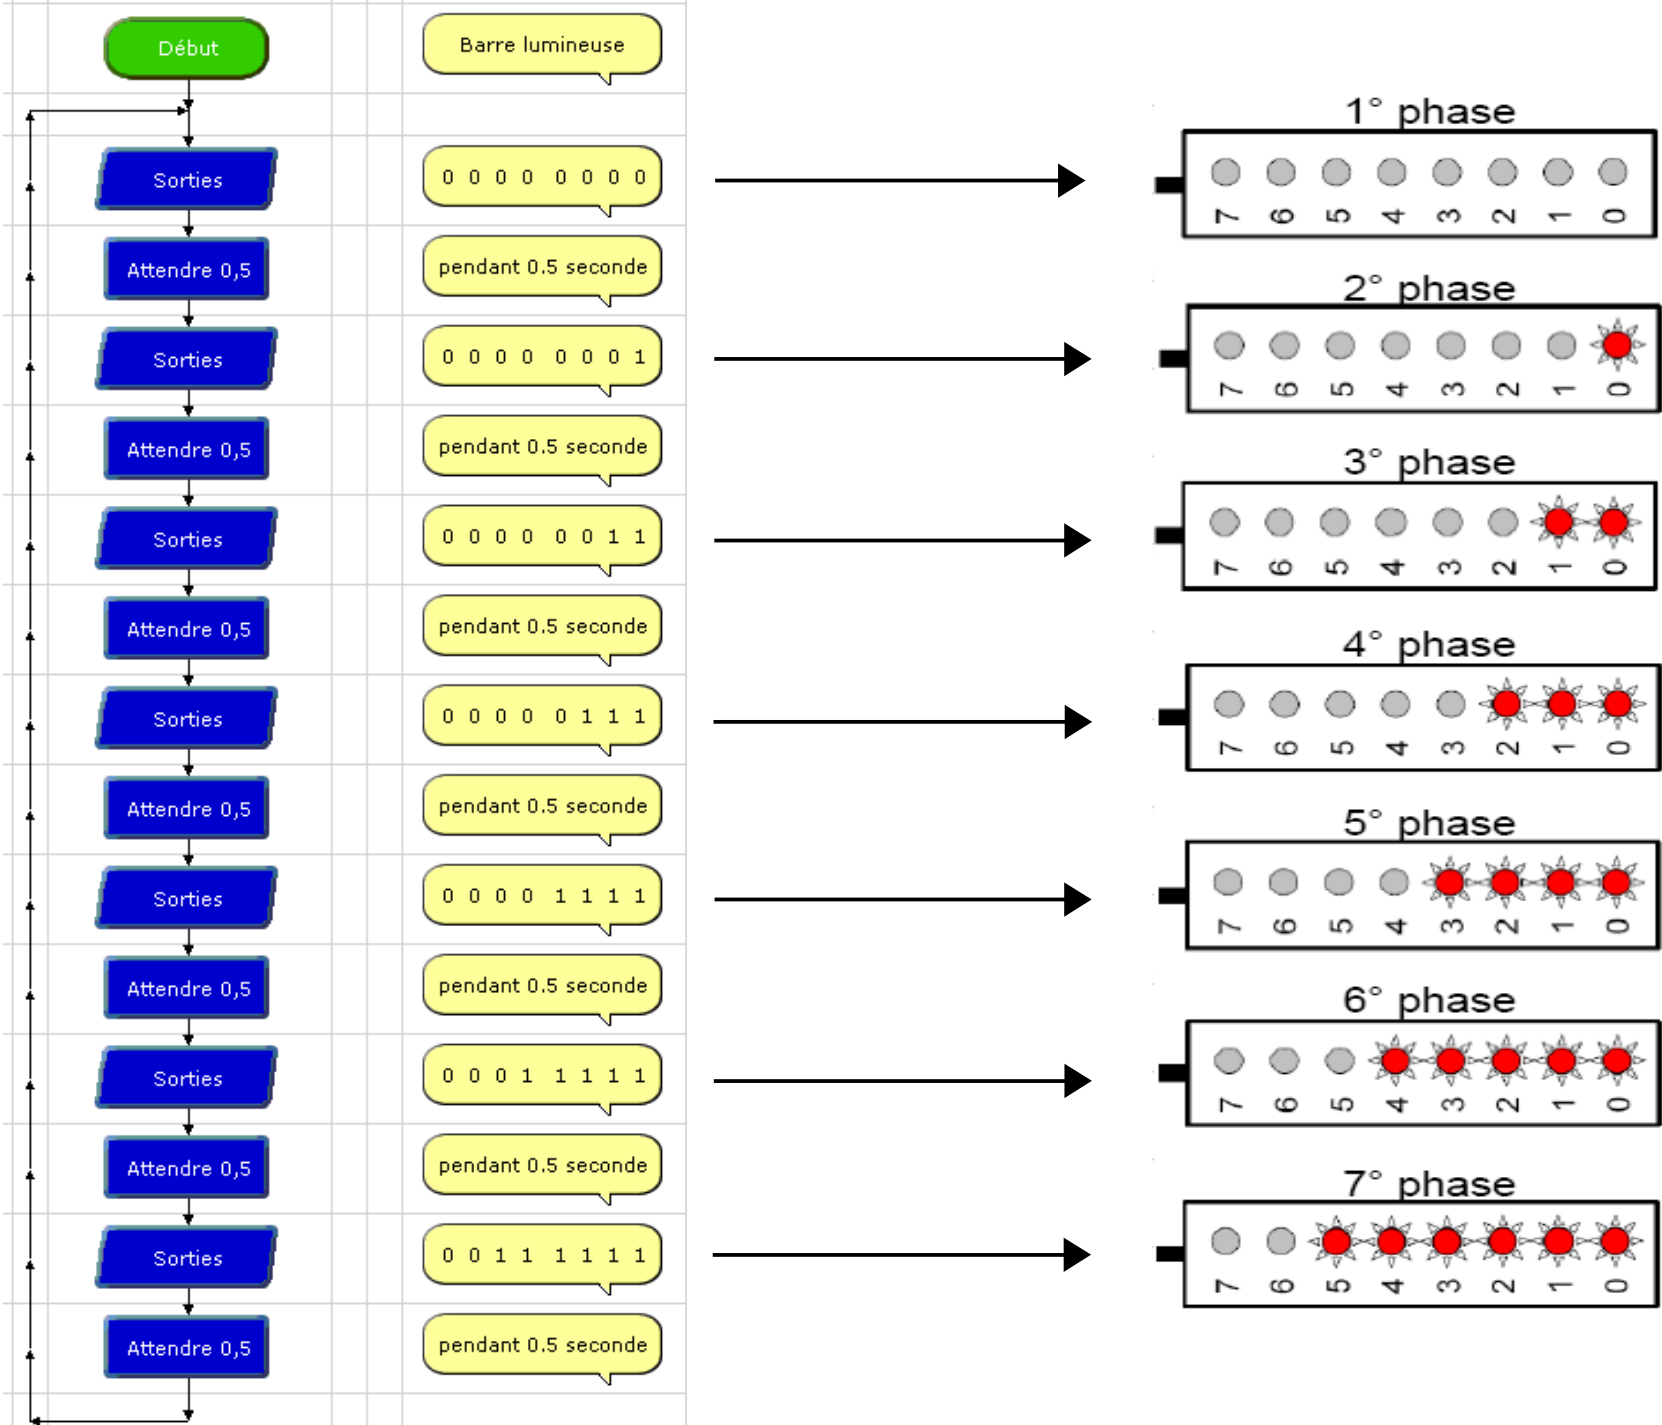 Début
Barre lumineuse
1° phase
Sorties
0 0 0 0 0 0 0 0
7 6 5 4 3 2 1 0
Attendre 0,5
pendant 0.5 seconde
2° phase
Sorties
0 0 0 0 0 0 0 1
7 6 5 4 3 2 1 0
Attendre 0,5
pendant 0.5 seconde
3° phase
Sorties
0 0 0 0 0 0 1 1
7 6 5 4 3 2 1 0
Attendre 0,5
pendant 0.5 seconde
4° phase
Sorties
0 0 0 0 0 1 1 1
7 6 5 4 3 2 1 0
Attendre 0,5
pendant 0.5 seconde
5° phase
Sorties
0 0 0 0 1 1 1 1
7 6 5 4 3 2 1 0
Attendre 0,5
pendant 0.5 seconde
6° phase
Sorties
0 0 0 1 1 1 1 1
7 6 5 4 3 2 1 0
Attendre 0,5
pendant 0.5 seconde
7° phase
Sorties
0 0 1 1 1 1 1 1
7 6 5 4 3 2 1 0
Attendre 0,5
pendant 0.5 seconde